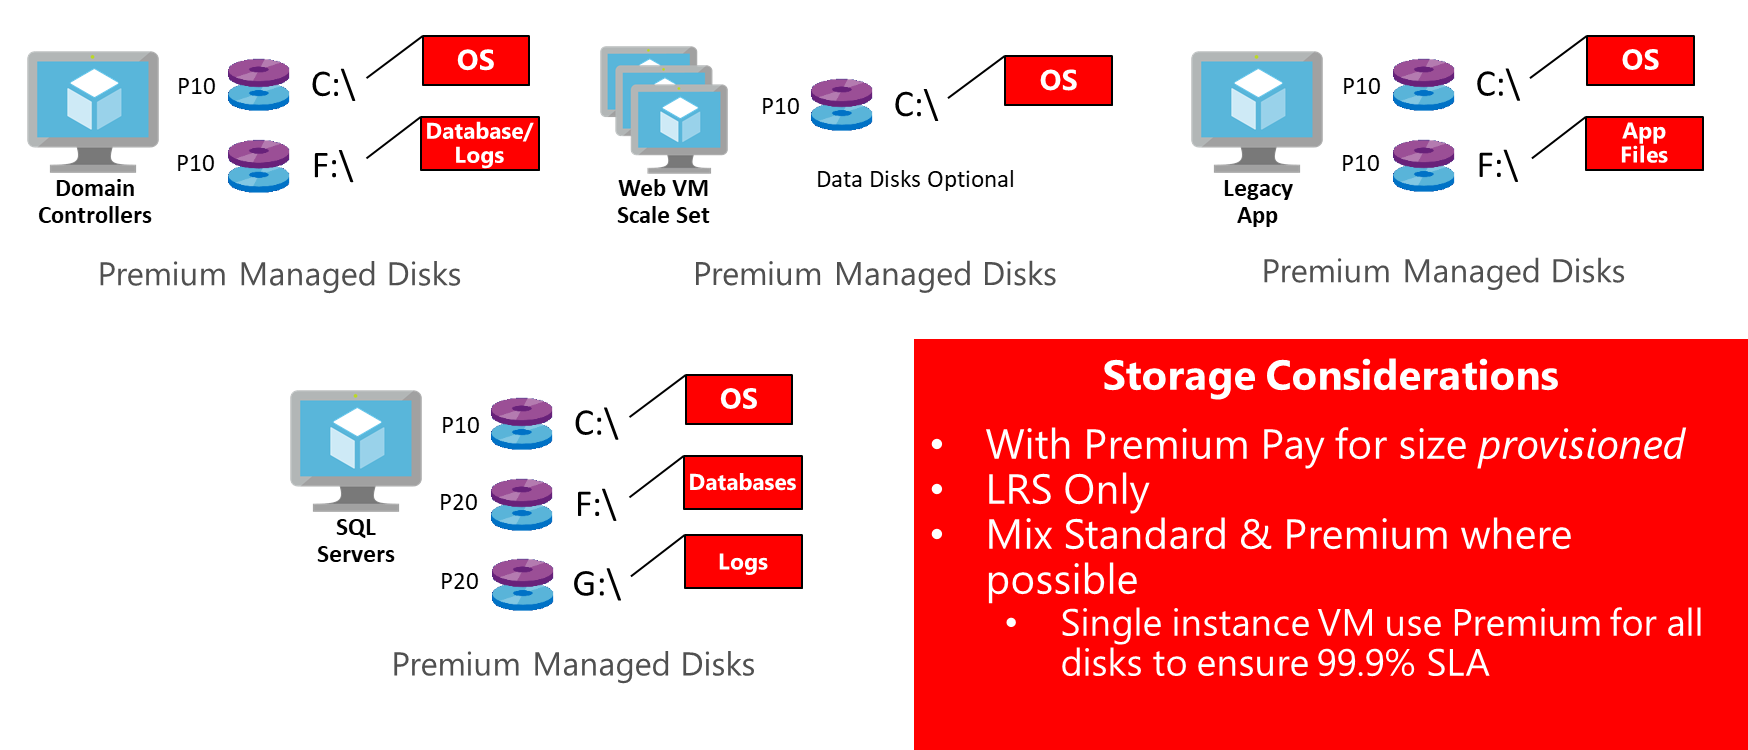 P10
C:\
OS
P10
F:\
Database/
Logs
Domain
Controllers
Premium Managed Disks
P10
C:\
OS
Data Disks Optional
Web VM
Scale Set
Premium Managed Disks
P10
C:\
OS
P10
F:\
App
Files
Legacy
App
Premium Managed Disks
P10
C:\
OS
P20
F:\
Databases
P20
G:\
Logs
SQL
Servers
Premium Managed Disks
Storage Considerations
• With Premium Pay for size provisioned
• LRS Only
• Mix Standard & Premium where
possible
• Single instance VM use Premium for all
disks to ensure 99.9% SLA